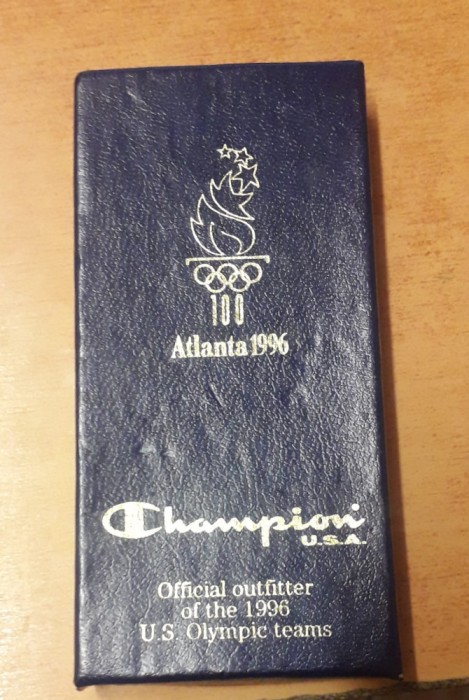 100
Atlanta 1996
Champion
U.S.A.
Official outfitter
of the 1996
U.S. Olympic teams